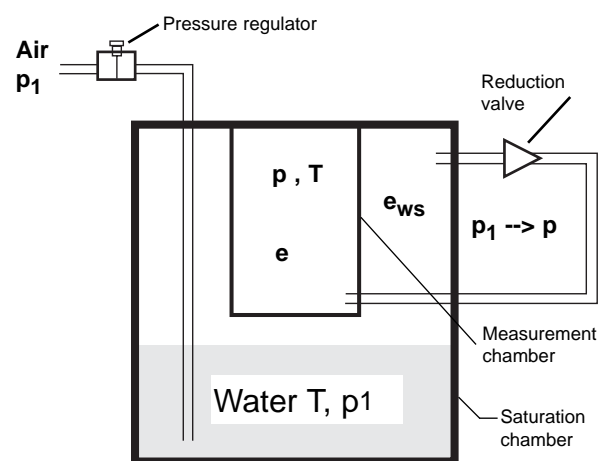 Pressure regulator
Air
p1
Reduction
valve
p , T
ews
p1 --> p
e
Measurement
chamber
Water T, p1
Saturation
chamber